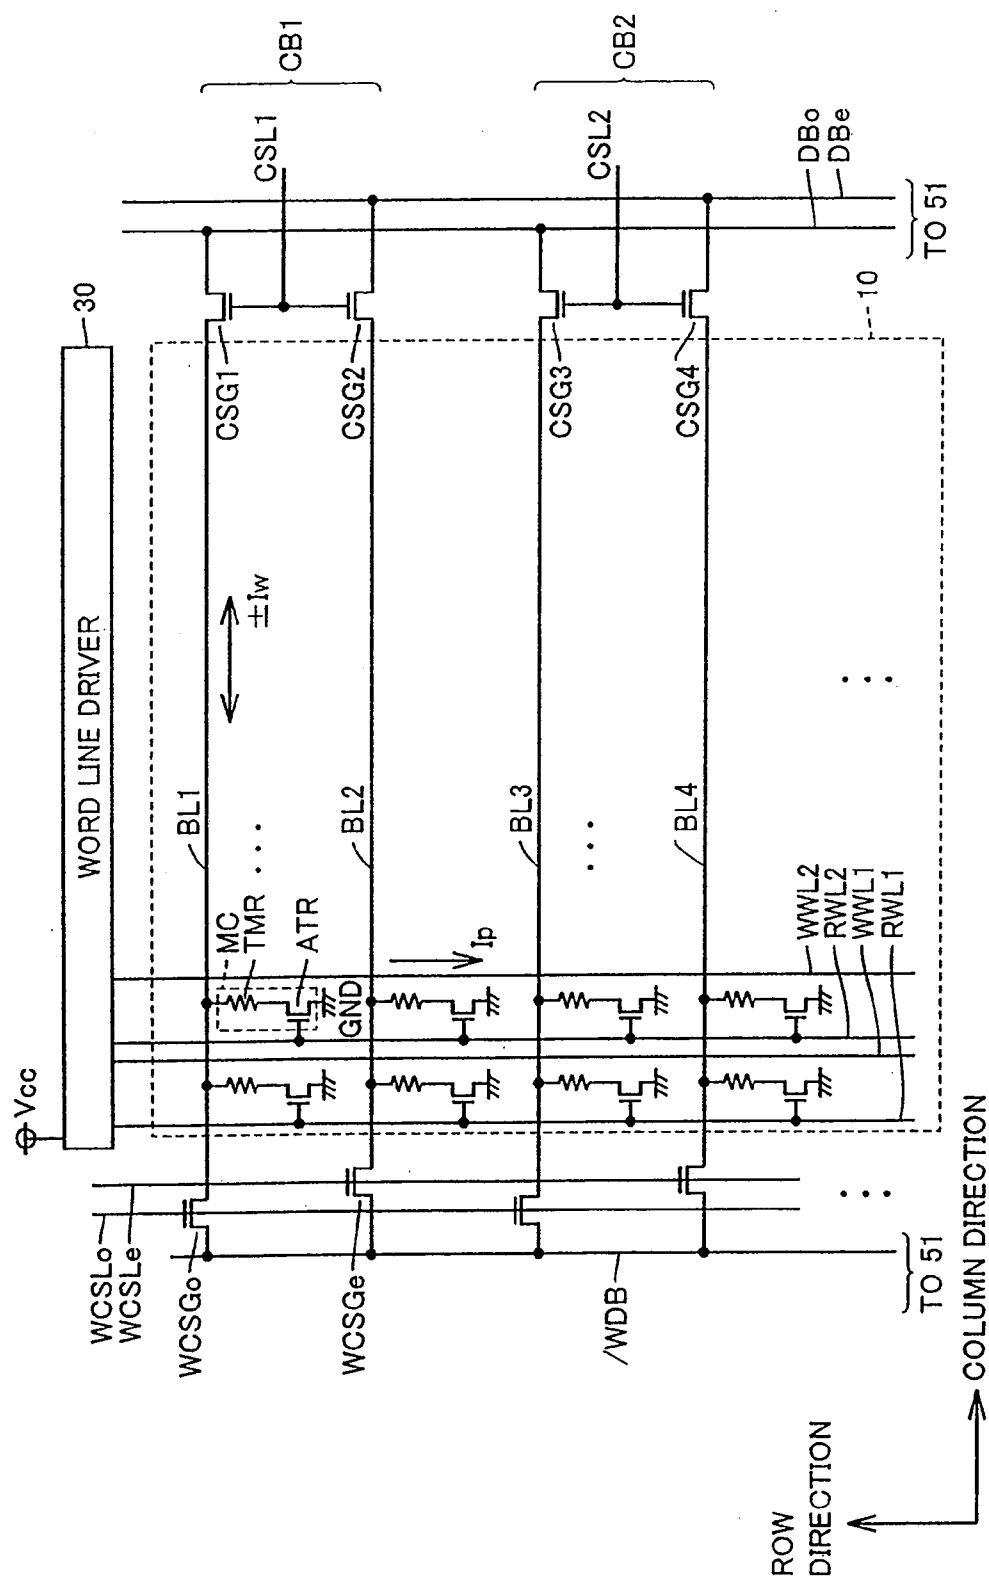 Vcc
WORD LINE DRIVER
30
WCSLo
WCSLe
WCSGo
BL1
±Iw
CSG1
CSL1
CB1
MC
TMR
ATR
GND
WCSGe
BL2
Ip
CSG2
BL3
CSG3
CSL2
CB2
BL4
CSG4
/WDB
WWL2
RWL2
WWL1
RWL1
10
DBo
DBe
TO 51
TO 51
ROW
DIRECTION
COLUMN DIRECTION